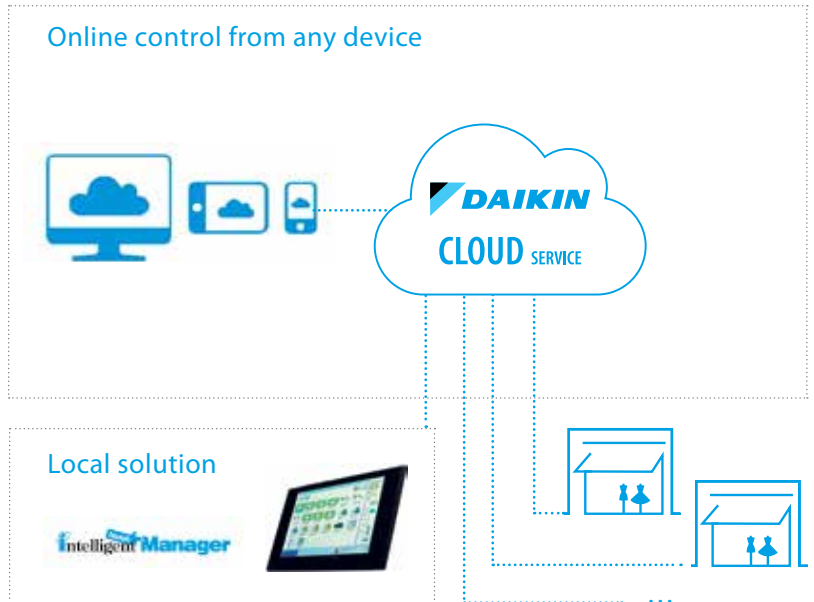 Online control from any device
DAIKIN
CLOUD SERVICE
Local solution
intelligent Manager